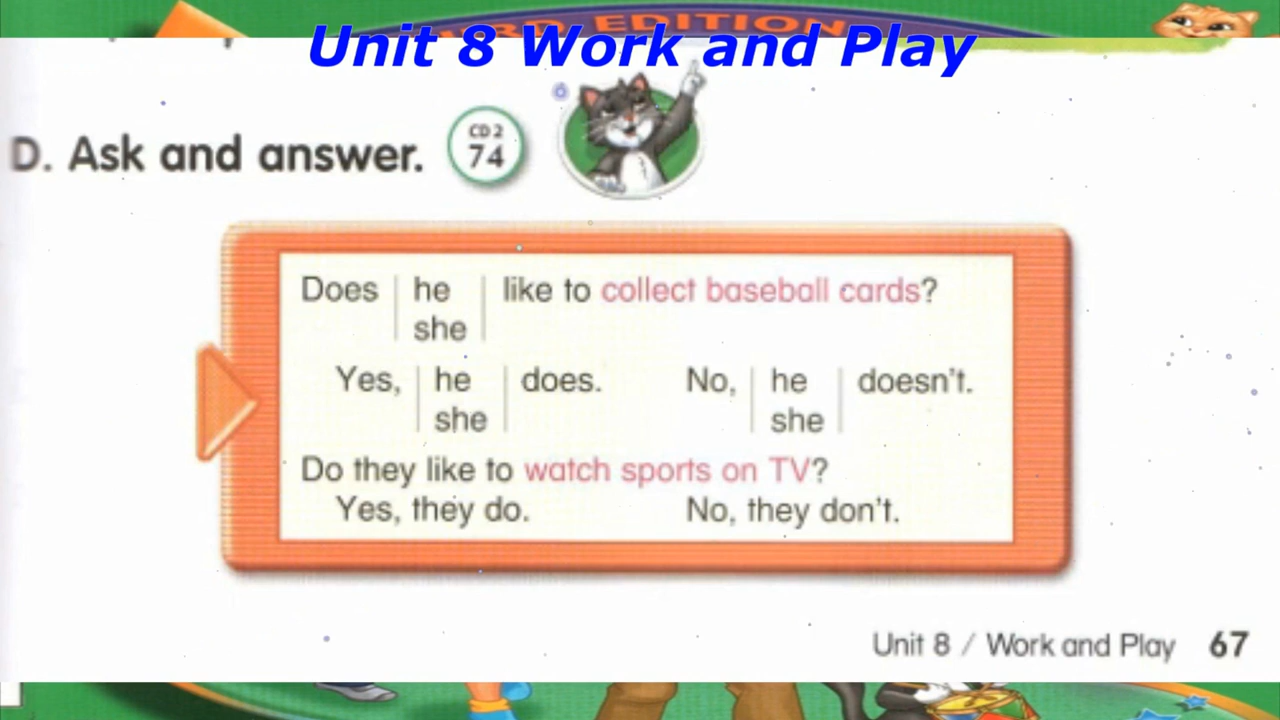 THIRD EDITION
Unit 8 Work and Play
D. Ask and answer.
CD 2
74
Does he like to collect baseball cards?
she
Yes, he does. No, he doesn't.
she she
Do they like to watch sports on TV?
Yes, they do. No, they don't.
Unit 8 / Work and Play 67